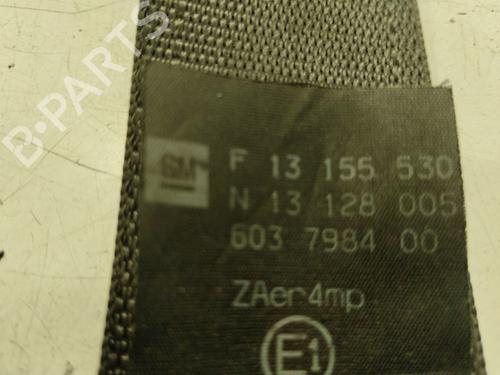 B-PARTS
GM
F 13 155 530
N 13 128 005
603 7984 00
ZAer4mp
E1